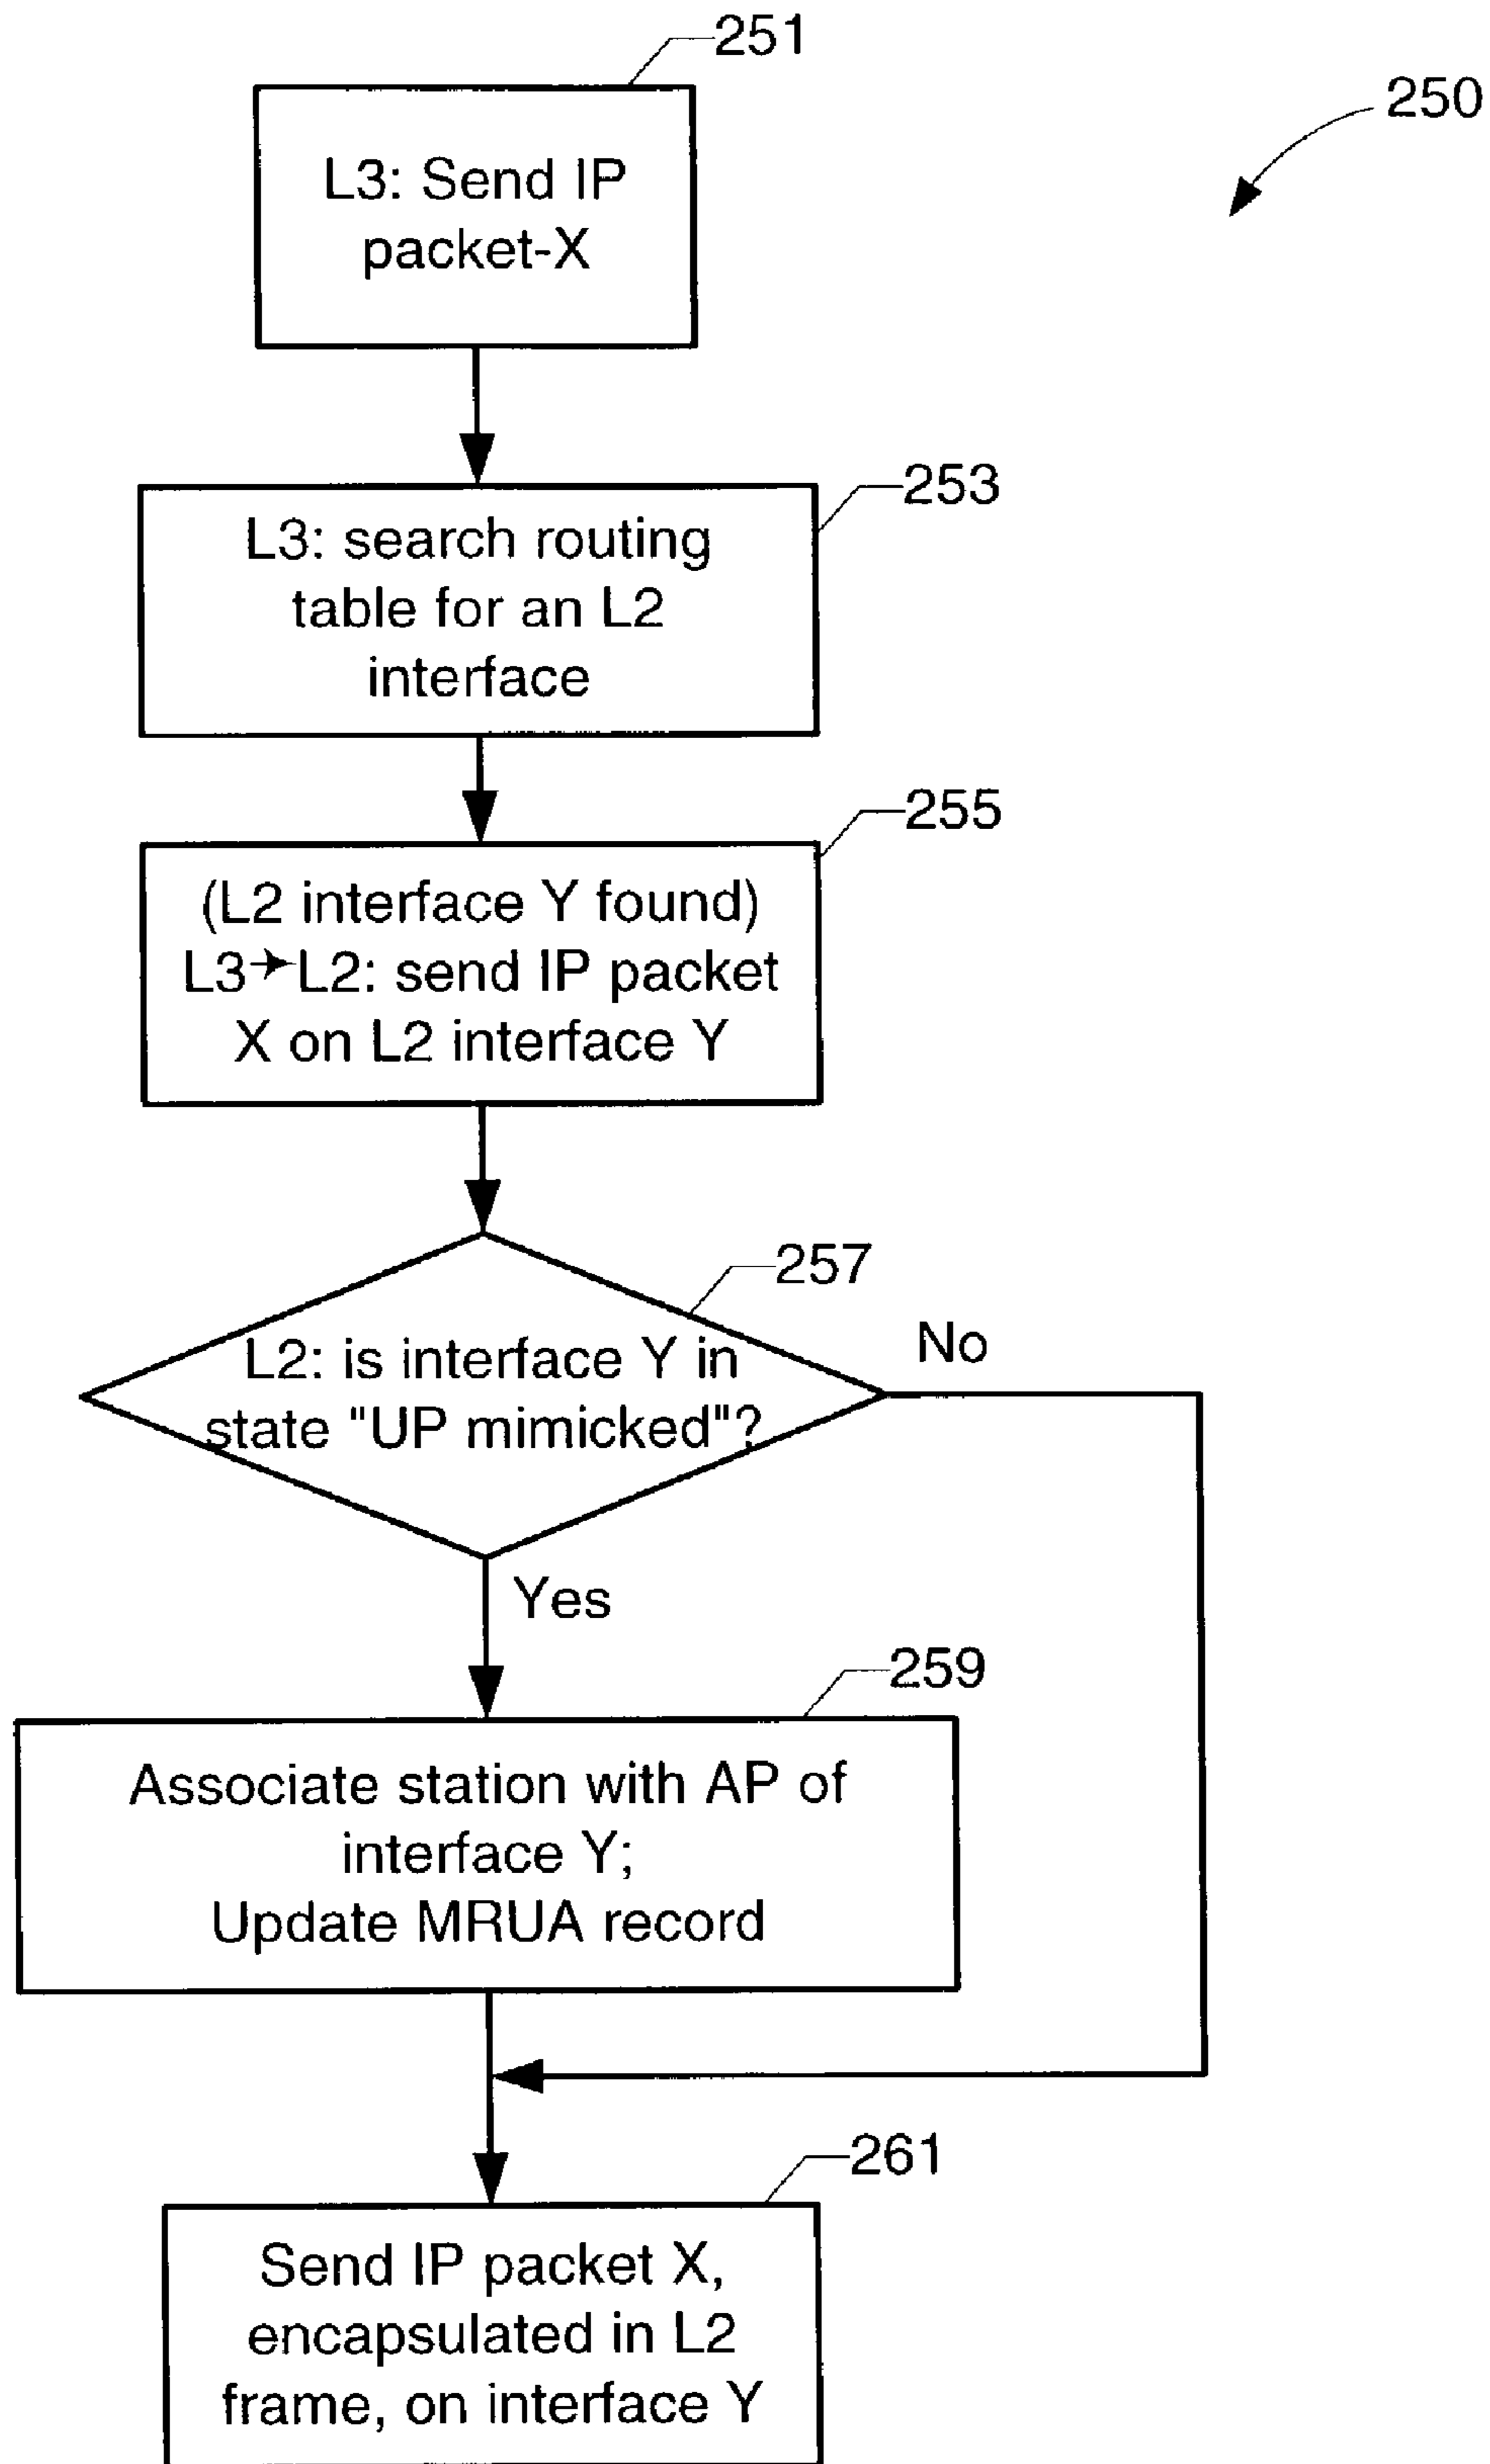 251
250
L3: Send IP
packet-X
253
L3: search routing
table for an L2
interface
255
(L2 interface Y found)
L3➛L2: send IP packet
X on L2 interface Y
257
L2: is interface Y in
state "UP mimicked"?
No
Yes
259
Associate station with AP of
interface Y;
Update MRUA record
261
Send IP packet X,
encapsulated in L2
frame, on interface Y